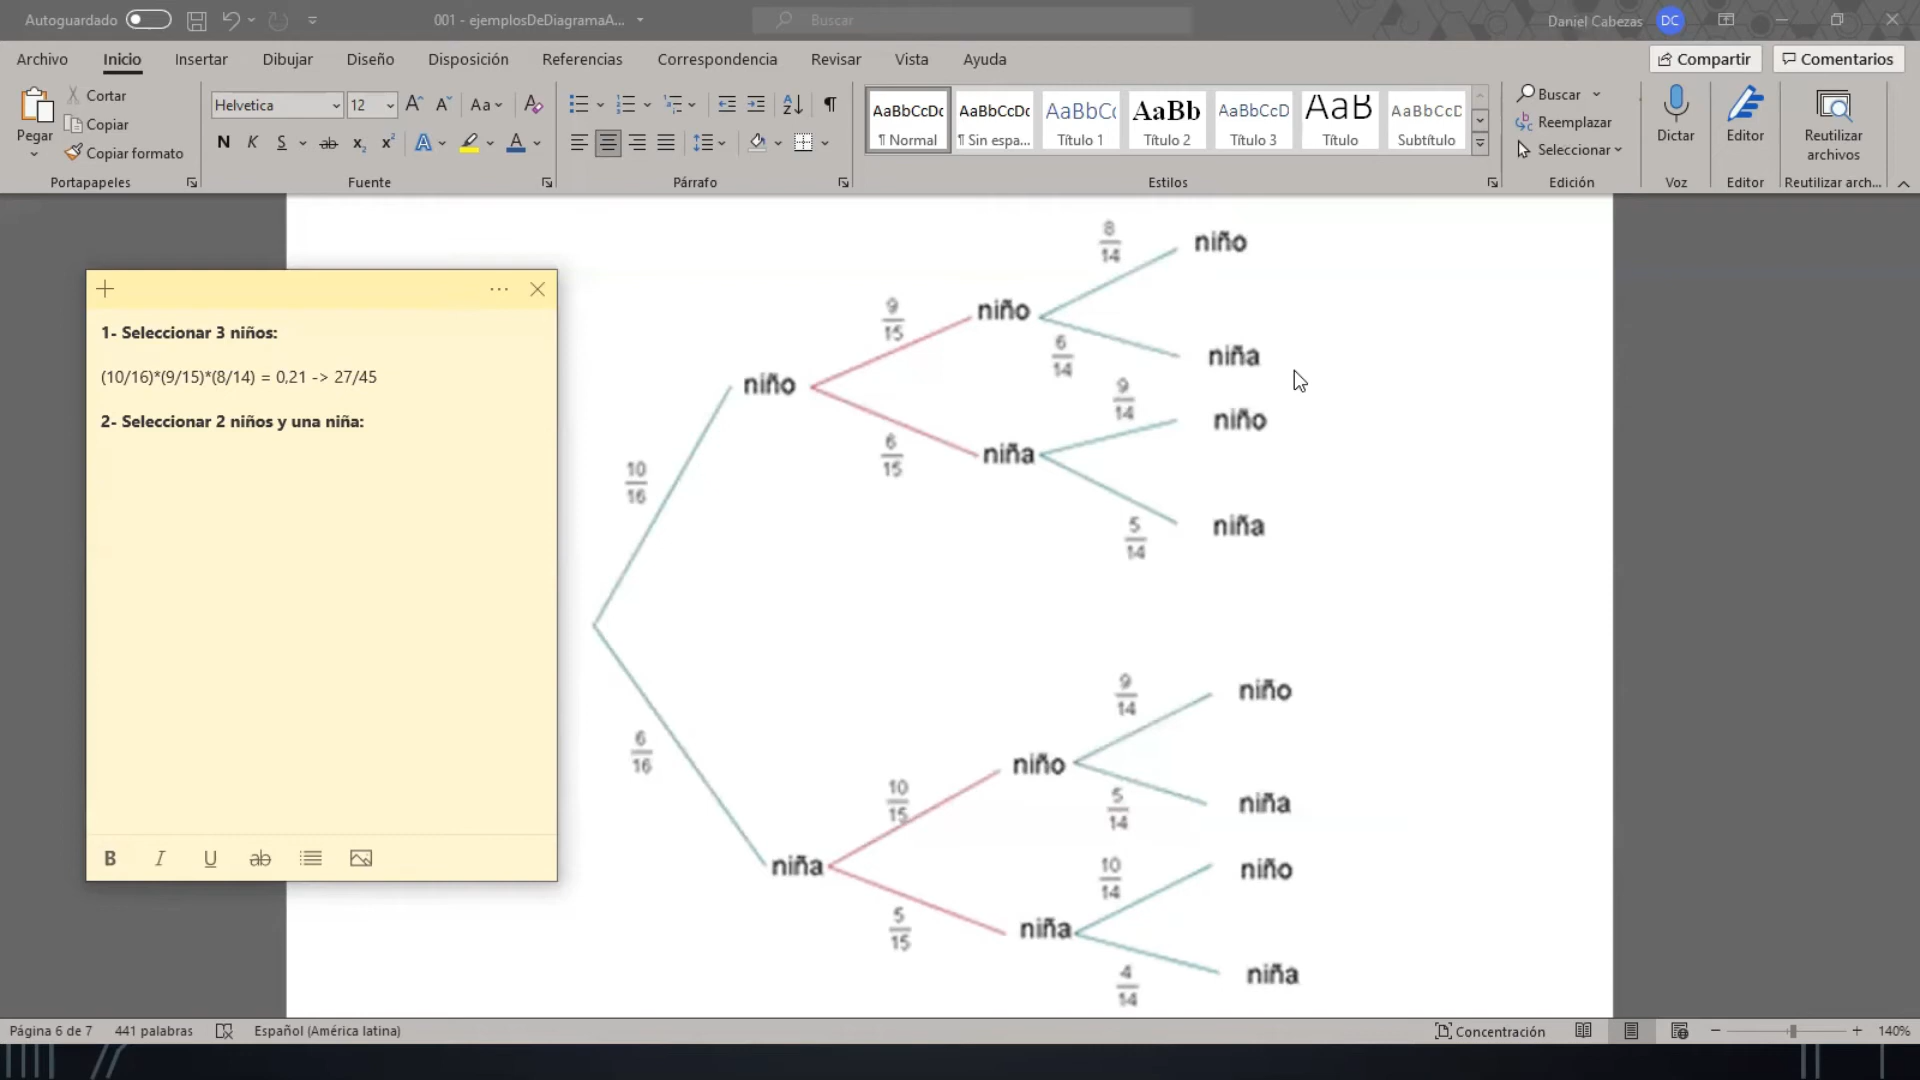 Autoguardado
001 - ejemplosDeDiagramaA...
Buscar
Daniel Cabezas
DC
Archivo Inicio Insertar Dibujar Diseño Disposición Referencias Correspondencia Revisar Vista Ayuda
Compartir Comentarios
Pegar
Cortar
Copiar
Copiar formato
Portapapeles
Helvetica 12
Aa
N K S ab x₂ x²
Fuente
Párrafo
AaBbCcDc AaBbCcDc AaBbC AaBb AaBbCcD AaB AaBbCcD
¶ Normal ¶ Sin espa... Título 1 Título 2 Título 3 Título Subtítulo
Estilos
Buscar
Reemplazar
Seleccionar
Edición
Dictar
Voz
Editor
Editor
Reutilizar
archivos
Reutilizar arch...
1- Seleccionar 3 niños:
(10/16)*(9/15)*(8/14) = 0,21 -> 27/45
2- Seleccionar 2 niños y una niña:
B I U ab
8/14 niño
9/15 niño
6/14 niña
niño
9/14 niño
6/15 niña
10/16
5/14 niña
9/14 niño
6/16
niño
10/15
5/14 niña
niña
10/14 niño
5/15 niña
4/14 niña
Página 6 de 7 441 palabras Español (América latina)
Concentración
140%